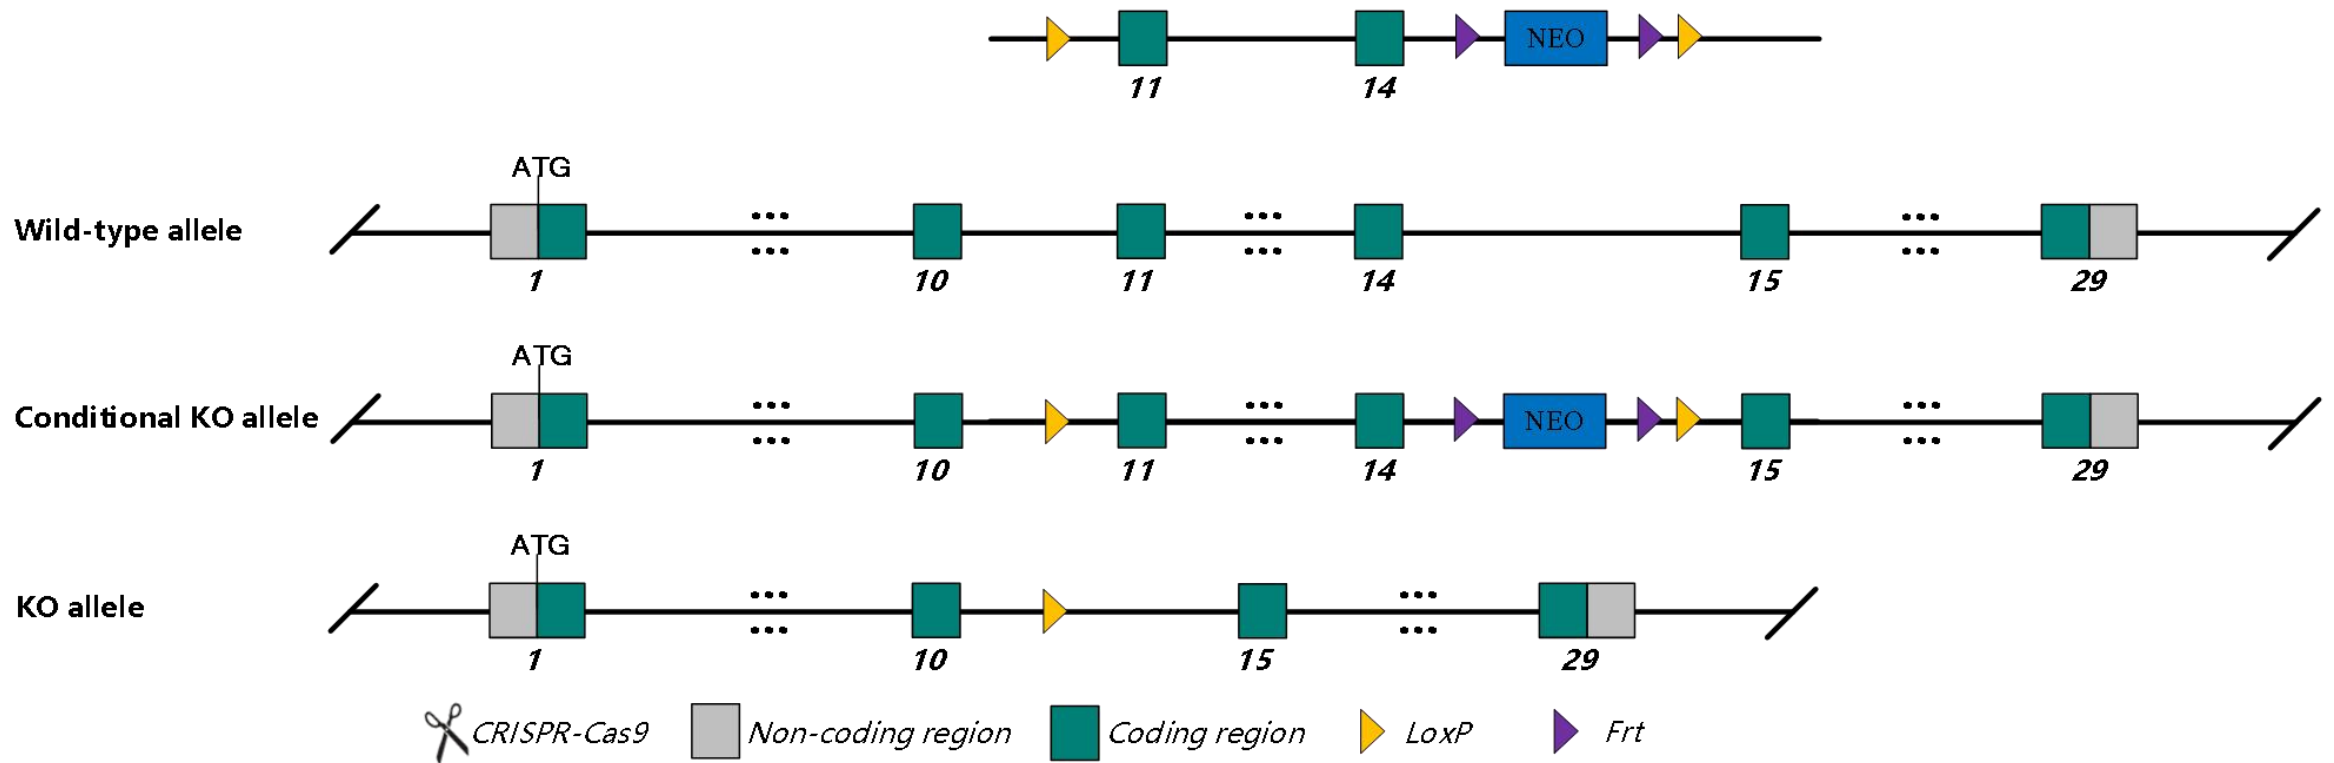 NEO
11 14
ATG
Wild-type allele
1 10 11 14 15 29
ATG
Conditional KO allele
NEO
1 10 11 14 15 29
ATG
KO allele
1 10 15 29
CRISPR-Cas9 Non-coding region Coding region LoxP Frt